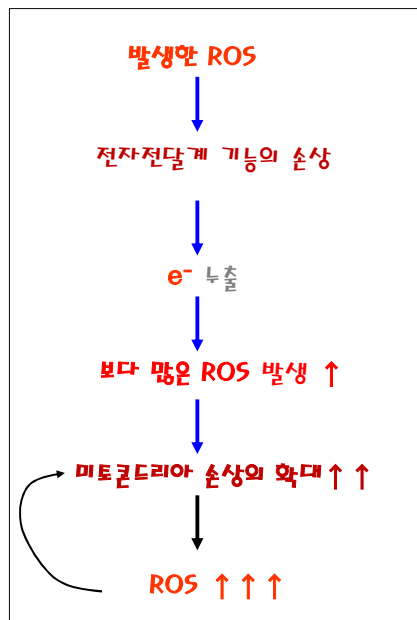 발생한 ROS
전자전달계 기능의 손상
e- 누출
보다 많은 ROS 발생 ↑
미토콘드리아 손상의 확대↑ ↑
ROS ↑ ↑ ↑